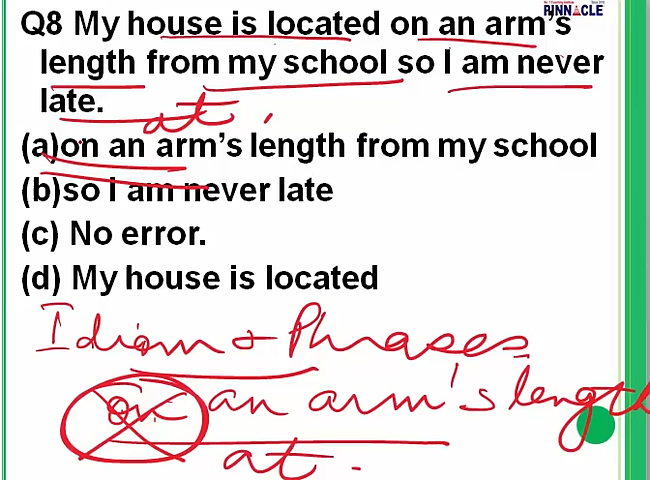 PINNACLE
Q8 My house is located on an arm's
length from my school so I am never
late.
at
(a)on an arm's length from my school
(b)so I am never late
(c) No error.
(d) My house is located
Idiom & Phrases
on an arm's length
at.